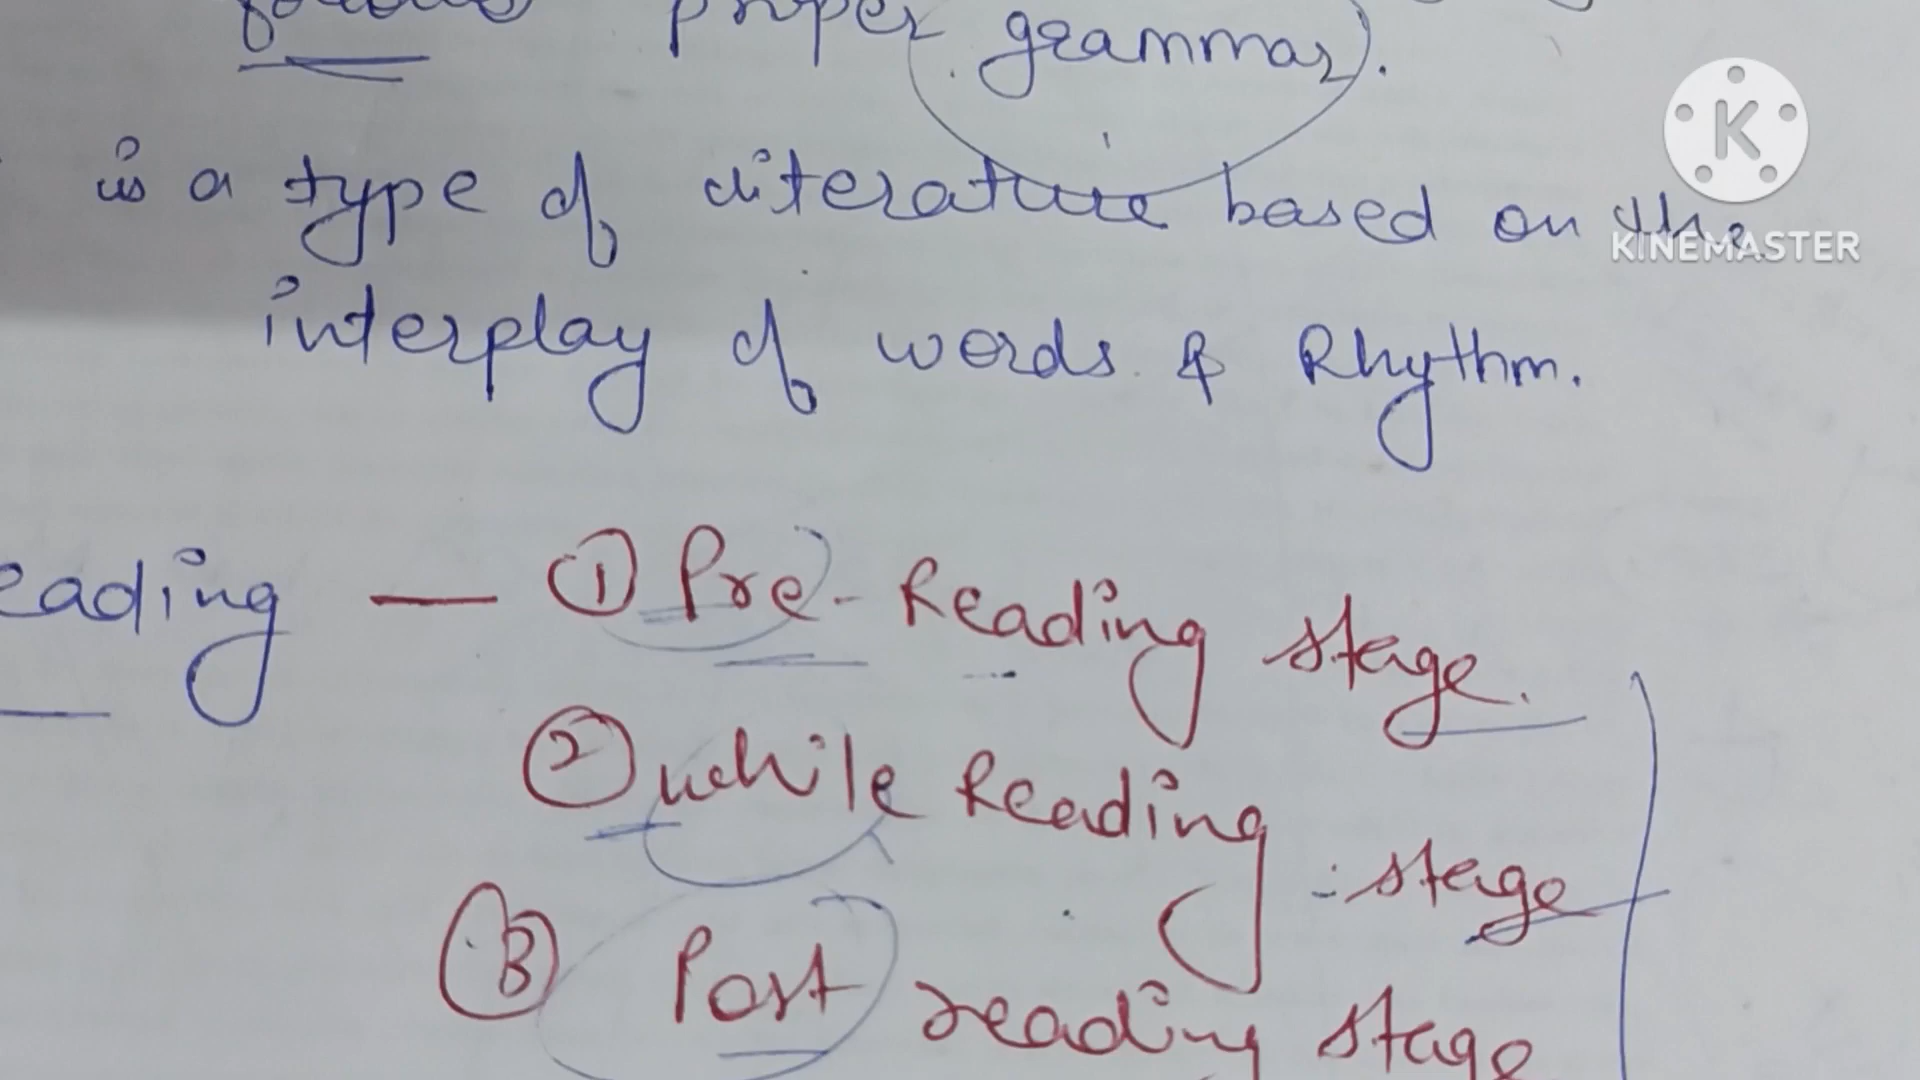 proper grammar).
is a type of literature based on the
interplay of words & Rhythm.
eading — ① Pre-Reading stage.
② while Reading stage
③ Post reading stage
K
KINEMASTER